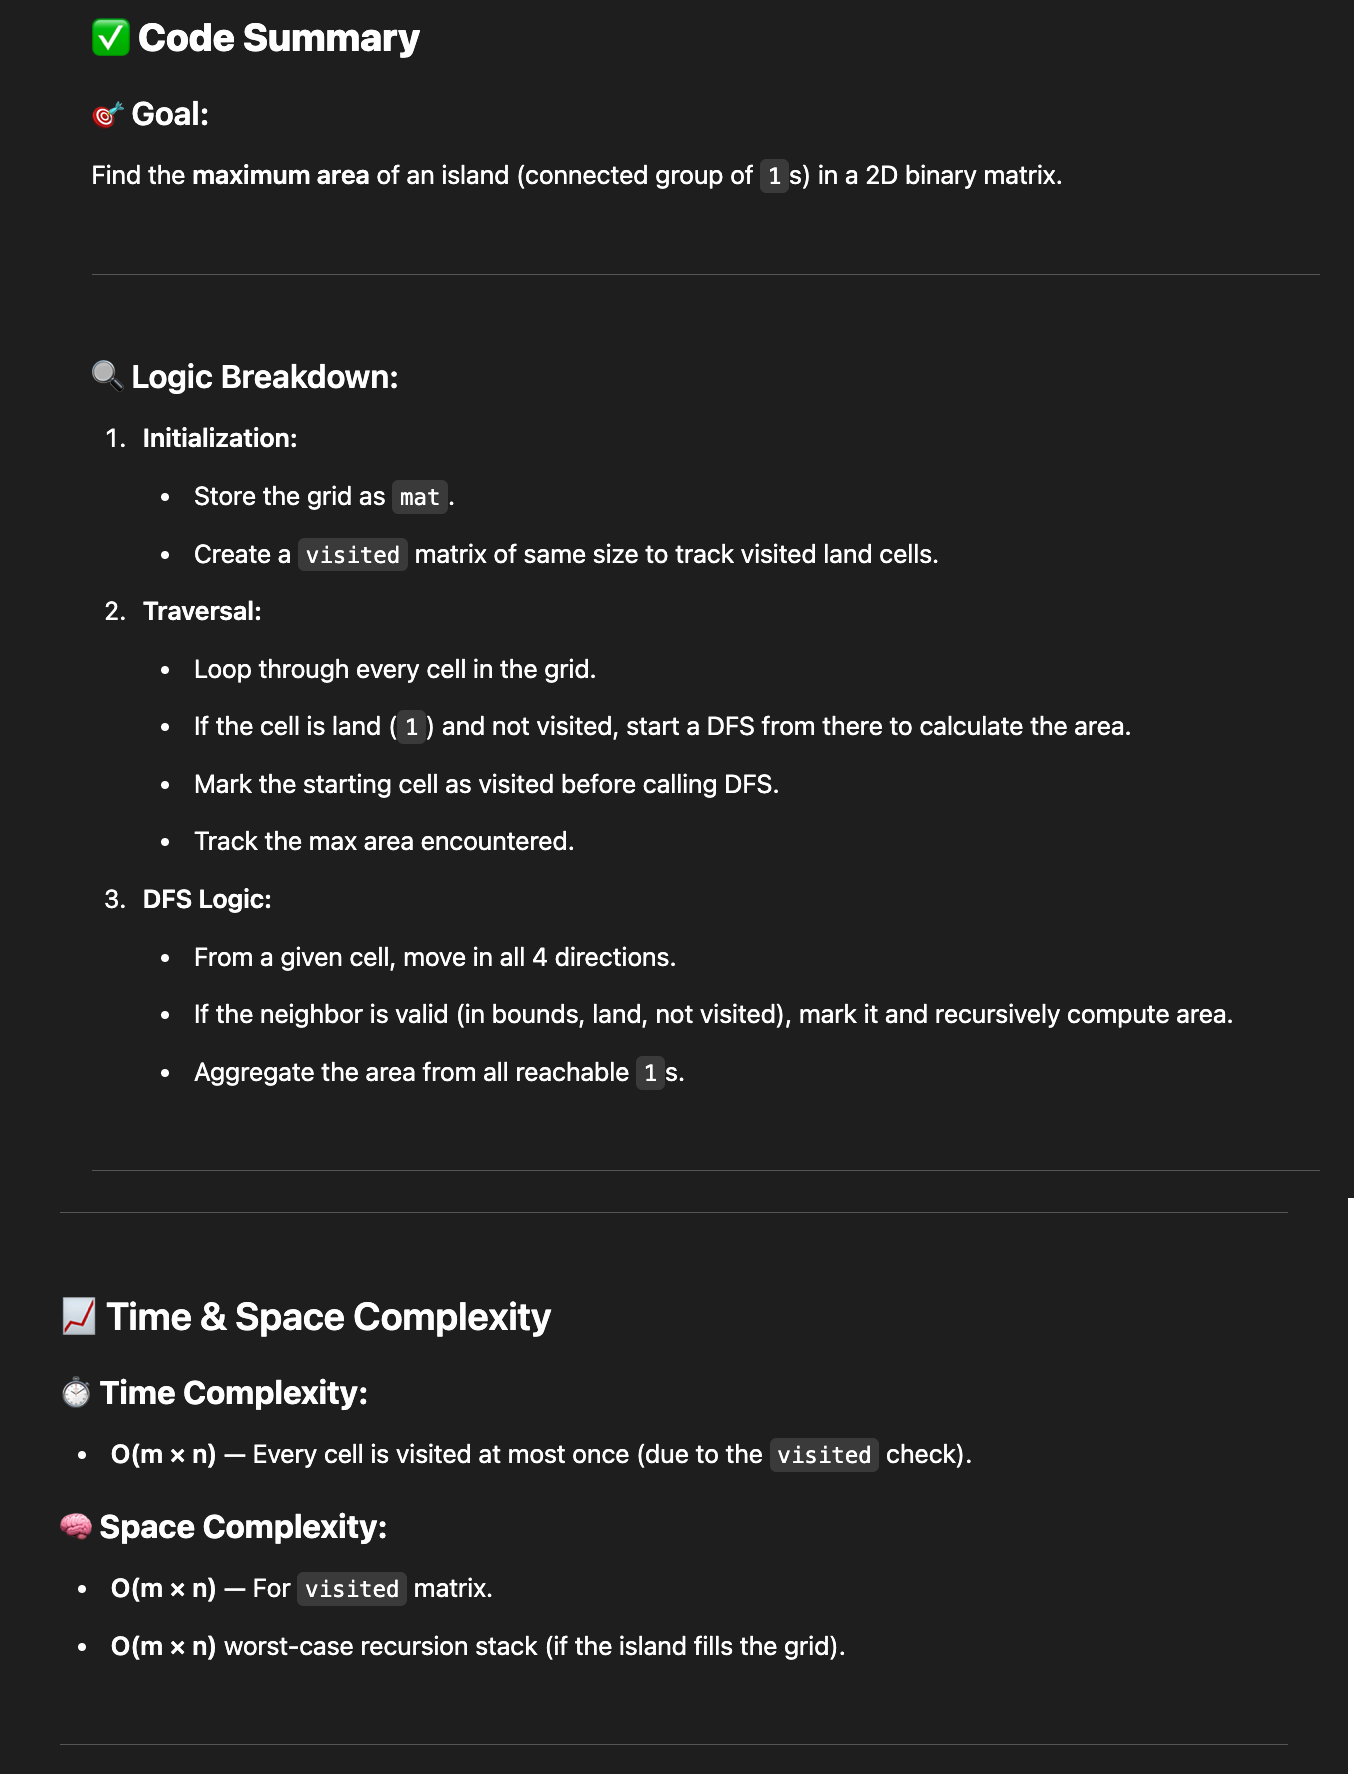 ✅ Code Summary
🎯 Goal:
Find the maximum area of an island (connected group of 1s) in a 2D binary matrix.
🔍 Logic Breakdown:
1. Initialization:
• Store the grid as mat.
• Create a visited matrix of same size to track visited land cells.
2. Traversal:
• Loop through every cell in the grid.
• If the cell is land (1) and not visited, start a DFS from there to calculate the area.
• Mark the starting cell as visited before calling DFS.
• Track the max area encountered.
3. DFS Logic:
• From a given cell, move in all 4 directions.
• If the neighbor is valid (in bounds, land, not visited), mark it and recursively compute area.
• Aggregate the area from all reachable 1s.
📈 Time & Space Complexity
⏱️ Time Complexity:
• O(m × n) — Every cell is visited at most once (due to the visited check).
🧠 Space Complexity:
• O(m × n) — For visited matrix.
• O(m × n) worst-case recursion stack (if the island fills the grid).